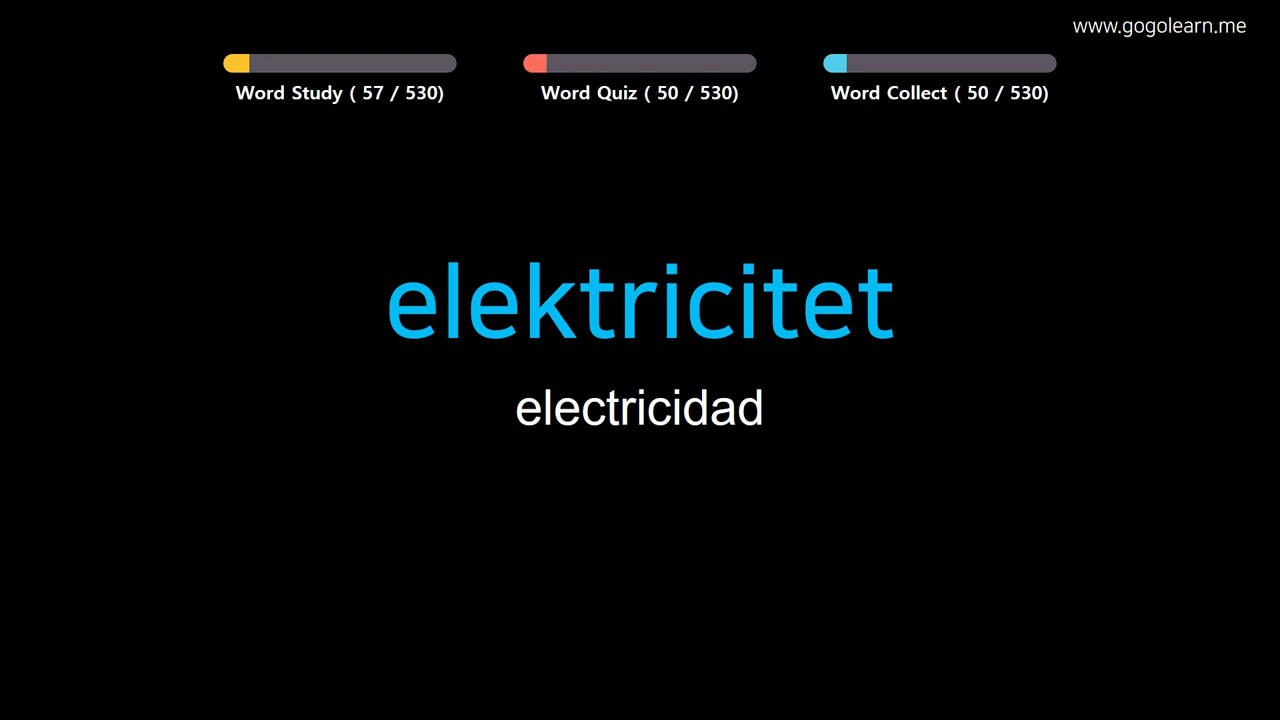 www.gogolearn.me
Word Study ( 57 / 530)
Word Quiz ( 50 / 530)
Word Collect ( 50 / 530)
elektricitet
electricidad